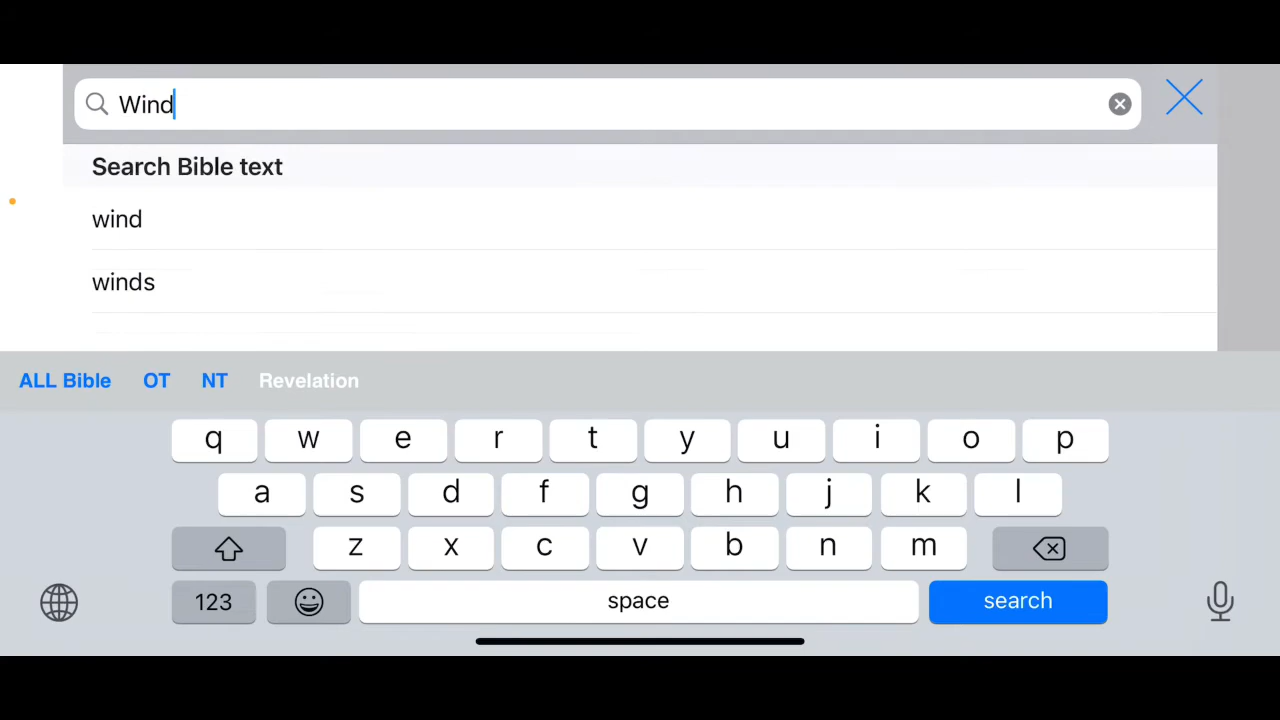 Wind
Search Bible text
wind
winds
ALL Bible OT NT Revelation
q w e r t y u i o p
a s d f g h j k l
z x c v b n m
123 space search